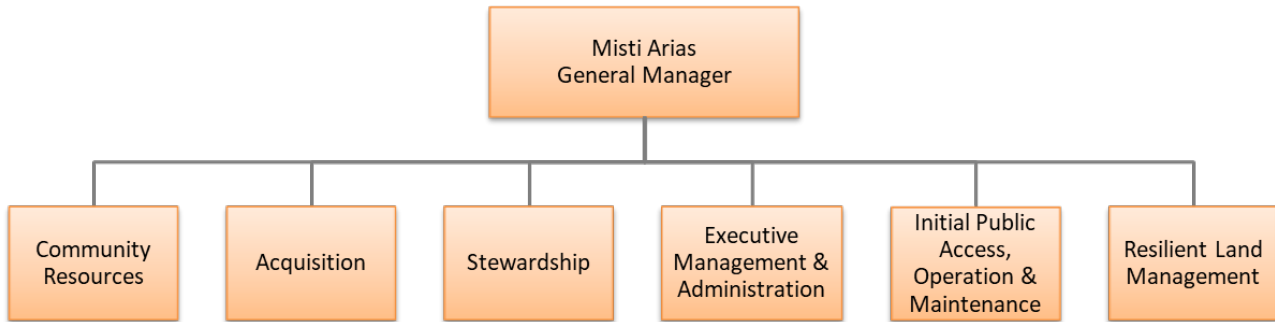 Misti Arias
General Manager
Community
Resources
Acquisition
Stewardship
Executive
Management &
Administration
Initial Public
Access,
Operation &
Maintenance
Resilient Land
Management